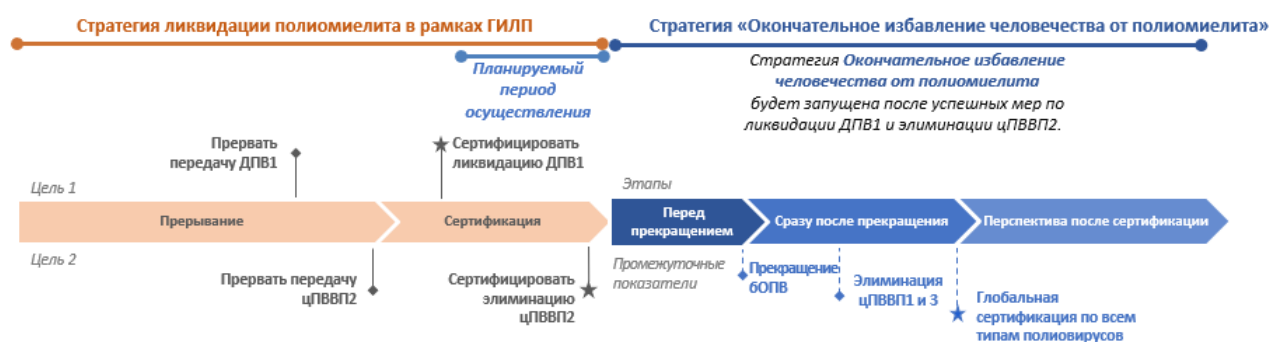 Стратегия ликвидации полиомиелита в рамках ГИЛП
Стратегия «Окончательное избавление человечества от полиомиелита»
Планируемый
период
осуществления
Стратегия Окончательное избавление
человечества от полиомиелита
будет запущена после успешных мер по
ликвидации ДПВ1 и элиминации цПВВП2.
Прервать
передачу ДПВ1
Сертифицировать
ликвидацию ДПВ1
Цель 1
Этапы
Прерывание
Сертификация
Перед
прекращением
Сразу после прекращения
Перспектива после сертификации
Цель 2
Прервать передачу
цПВВП2
Сертифицировать
элиминацию
цПВВП2
Промежуточные
показатели
Прекращение
бОПВ
Элиминация
цПВВП1 и 3
Глобальная
сертификация по всем
типам полиовирусов